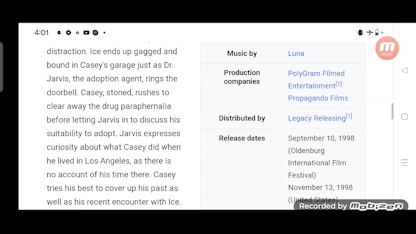 4:01
distraction. Ice ends up gagged and
bound in Casey's garage just as Dr.
Jarvis, the adoption agent, rings the
doorbell. Casey, stoned, rushes to
clear away the drug paraphernalia
before letting Jarvis in to discuss his
suitability to adopt. Jarvis expresses
curiosity about what Casey did when
he lived in Los Angeles, as there is
no account of his time there. Casey
tries his best to cover up his past as
well as his recent encounter with Ice.
Music by Luna
Production companies
PolyGram Filmed
Entertainment[1]
Propaganda Films
Distributed by Legacy Releasing[1]
Release dates September 10, 1998
(Oldenburg
International Film
Festival)
November 13, 1998
(United States)
Recorded by
MOBIZEN